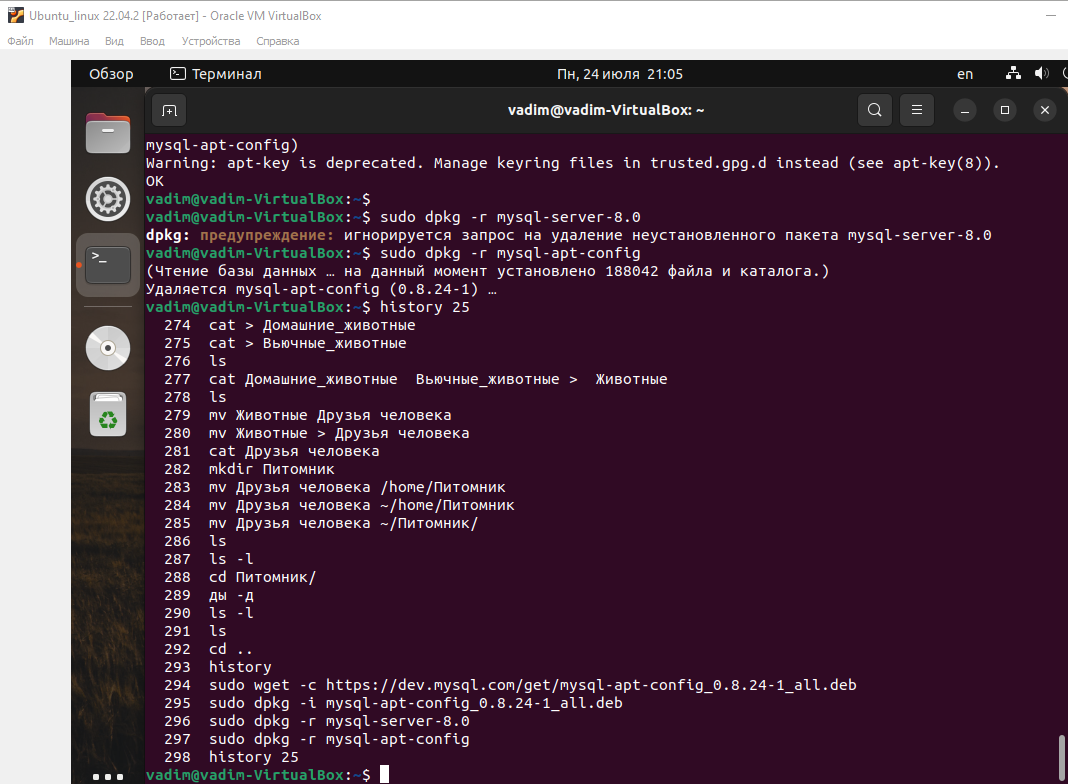 Ubuntu_linux 22.04.2 [Работает] - Oracle VM VirtualBox
Файл Машина Вид Ввод Устройства Справка
Обзор Терминал Пн, 24 июля 21:05 en
vadim@vadim-VirtualBox: ~
mysql-apt-config)
Warning: apt-key is deprecated. Manage keyring files in trusted.gpg.d instead (see apt-key(8)).
OK
vadim@vadim-VirtualBox:~$
vadim@vadim-VirtualBox:~$ sudo dpkg -r mysql-server-8.0
dpkg: предупреждение: игнорируется запрос на удаление неустановленного пакета mysql-server-8.0
vadim@vadim-VirtualBox:~$ sudo dpkg -r mysql-apt-config
(Чтение базы данных … на данный момент установлено 188042 файла и каталога.)
Удаляется mysql-apt-config (0.8.24-1) …
vadim@vadim-VirtualBox:~$ history 25
274 cat > Домашние_животные
275 cat > Вьючные_животные
276 ls
277 cat Домашние_животные Вьючные_животные > Животные
278 ls
279 mv Животные Друзья человека
280 mv Животные > Друзья человека
281 cat Друзья человека
282 mkdir Питомник
283 mv Друзья человека /home/Питомник
284 mv Друзья человека ~/home/Питомник
285 mv Друзья человека ~/Питомник/
286 ls
287 ls -l
288 cd Питомник/
289 ды -д
290 ls -l
291 ls
292 cd ..
293 history
294 sudo wget -c https://dev.mysql.com/get/mysql-apt-config_0.8.24-1_all.deb
295 sudo dpkg -i mysql-apt-config_0.8.24-1_all.deb
296 sudo dpkg -r mysql-server-8.0
297 sudo dpkg -r mysql-apt-config
298 history 25
vadim@vadim-VirtualBox:~$